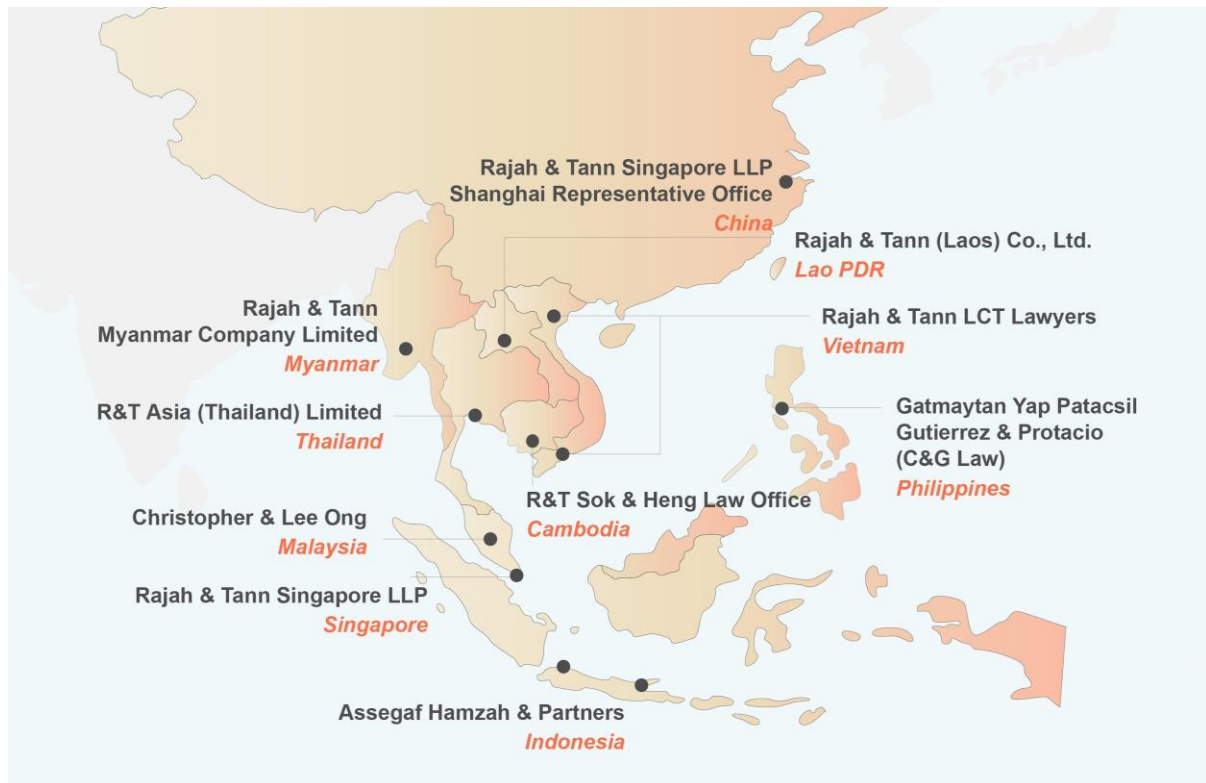 Rajah & Tann Singapore LLP
Shanghai Representative Office
China
Rajah & Tann (Laos) Co., Ltd.
Lao PDR
Rajah & Tann
Myanmar Company Limited
Myanmar
Rajah & Tann LCT Lawyers
Vietnam
R&T Asia (Thailand) Limited
Thailand
Gatmaytan Yap Patacsil
Gutierrez & Protacio
(C&G Law)
Philippines
R&T Sok & Heng Law Office
Cambodia
Christopher & Lee Ong
Malaysia
Rajah & Tann Singapore LLP
Singapore
Assegaf Hamzah & Partners
Indonesia